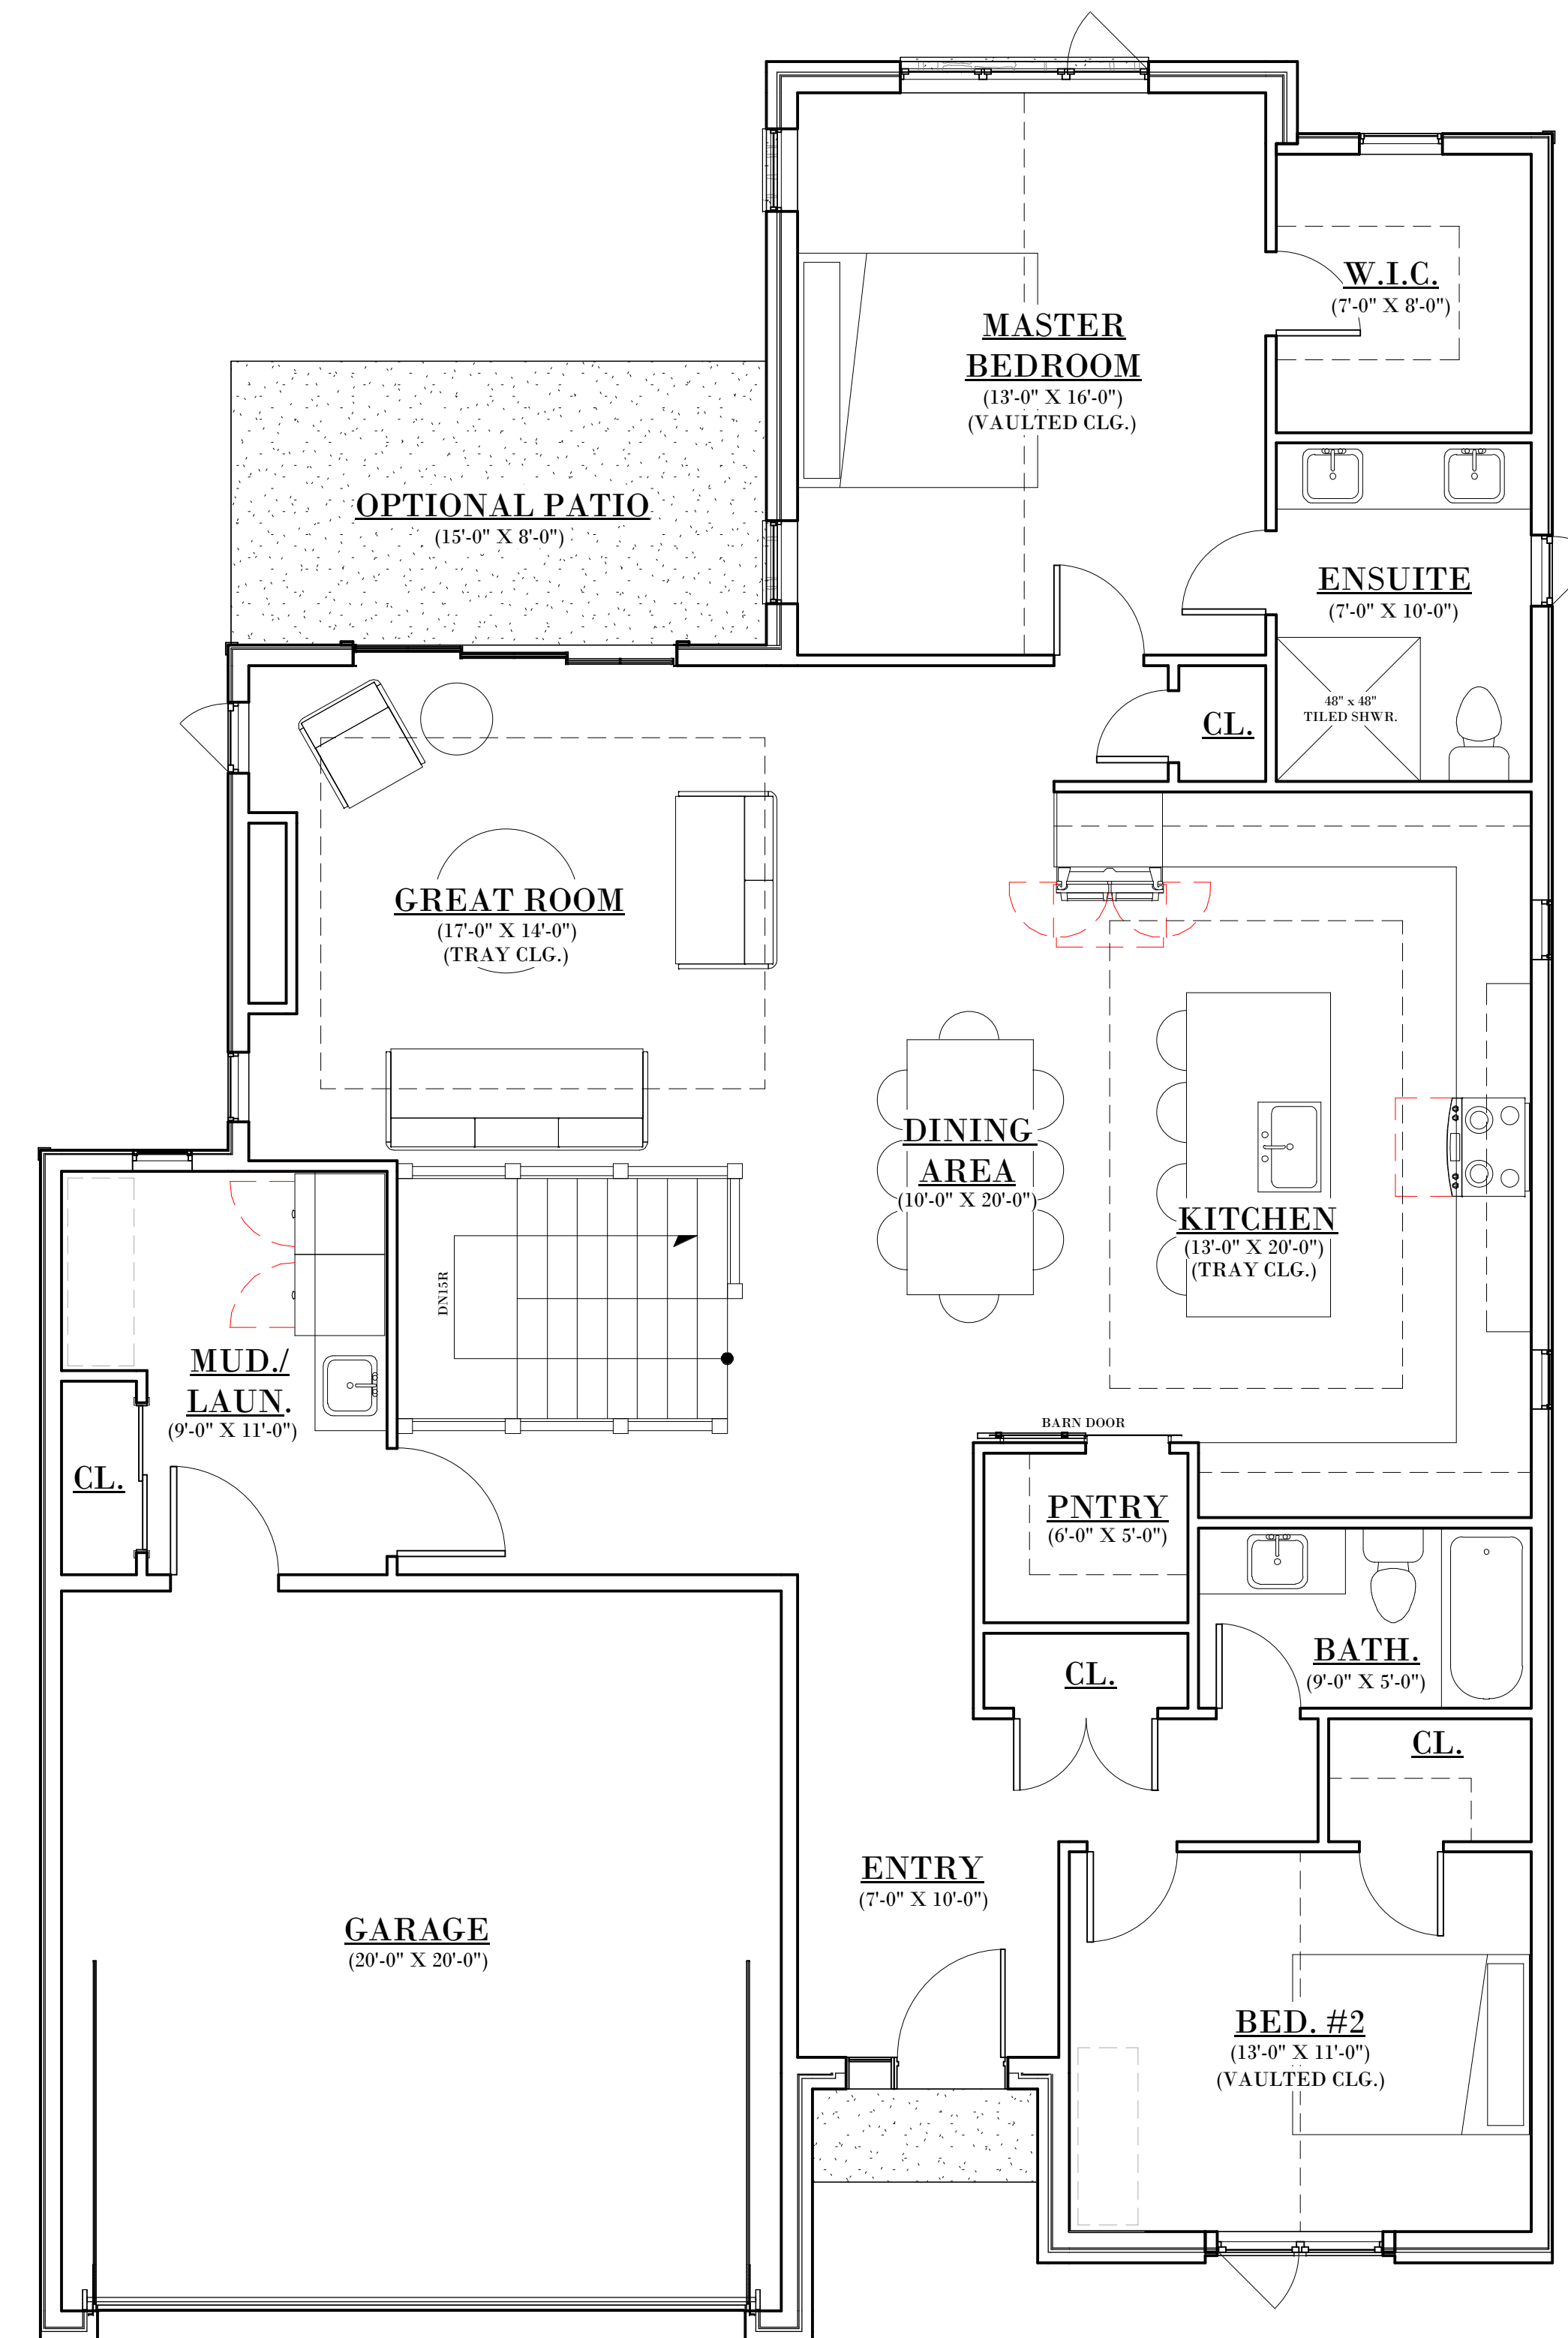 W.I.C.
(7'-0" X 8'-0")
MASTER
BEDROOM
(13'-0" X 16'-0")
(VAULTED CLG.)
OPTIONAL PATIO
(15'-0" X 8'-0")
ENSUITE
(7'-0" X 10'-0")
48" x 48"
TILED SHWR.
CL.
GREAT ROOM
(17'-0" X 14'-0")
(TRAY CLG.)
DINING
AREA
(10'-0" X 20'-0")
KITCHEN
(13'-0" X 20'-0")
(TRAY CLG.)
DN15R
MUD./
LAUN.
(9'-0" X 11'-0")
CL.
BARN DOOR
PNTRY
(6'-0" X 5'-0")
BATH.
(9'-0" X 5'-0")
CL.
CL.
ENTRY
(7'-0" X 10'-0")
GARAGE
(20'-0" X 20'-0")
BED. #2
(13'-0" X 11'-0")
(VAULTED CLG.)